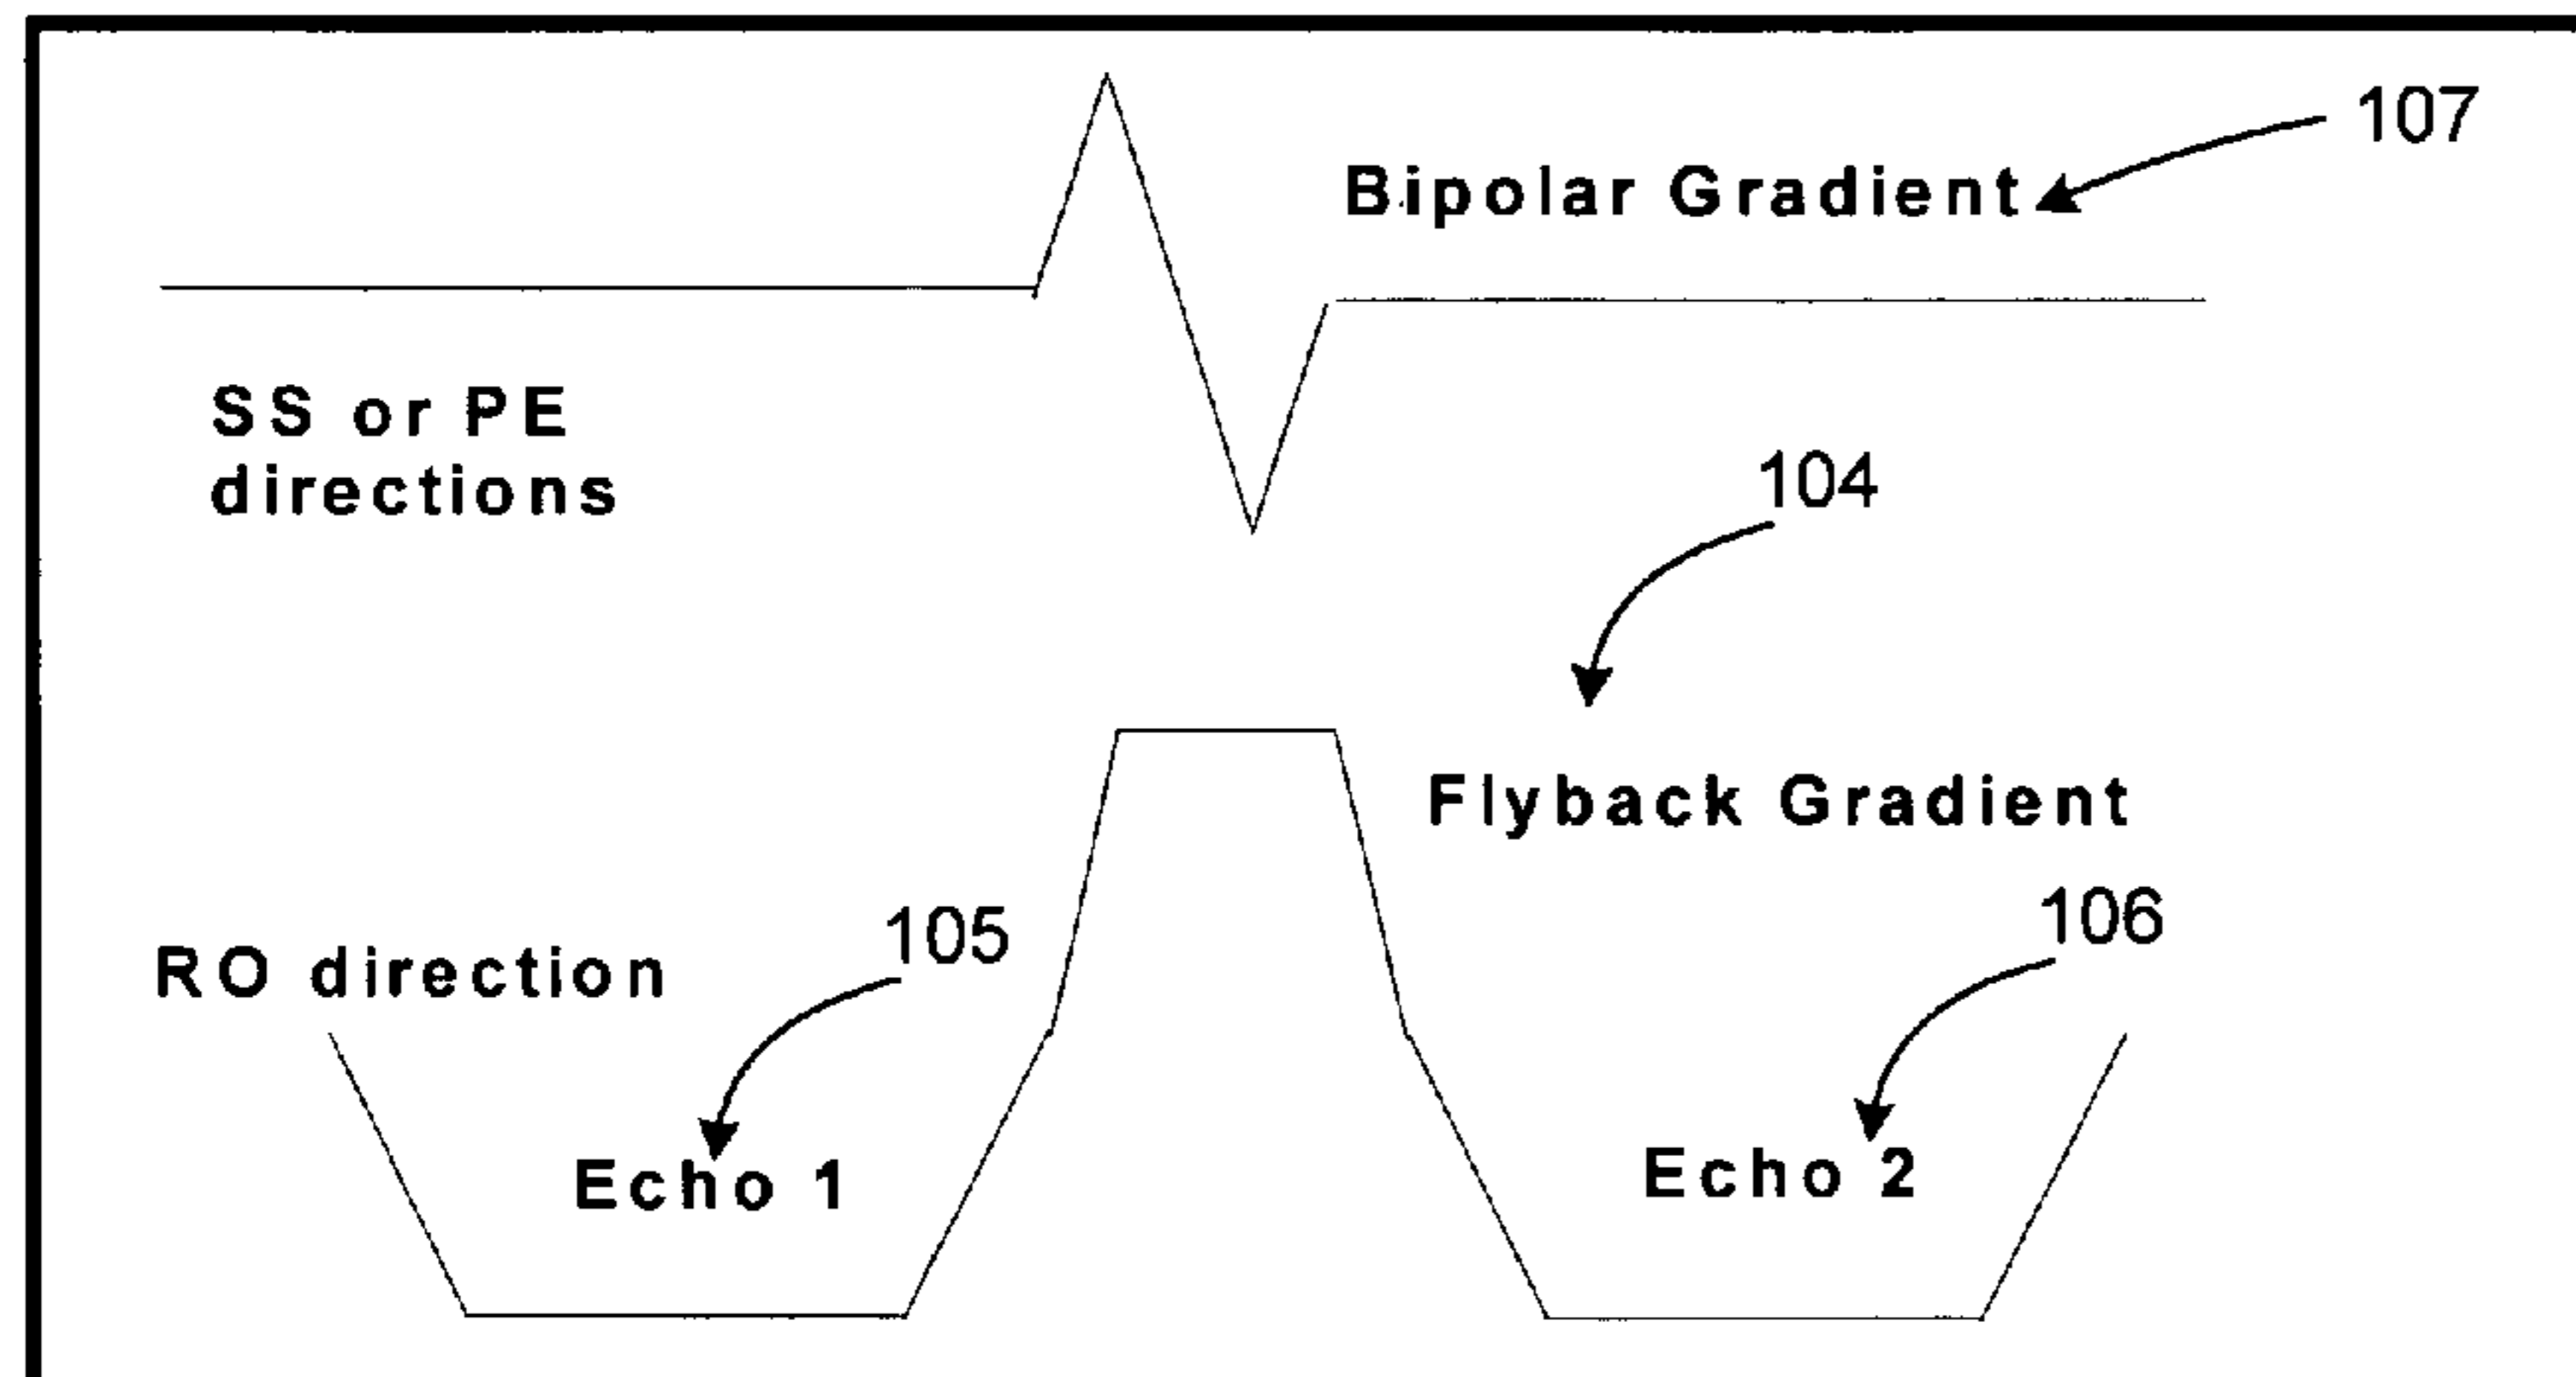 107
Bipolar Gradient
SS or PE
directions
104
Flyback Gradient
RO direction
105
106
Echo 1
Echo 2